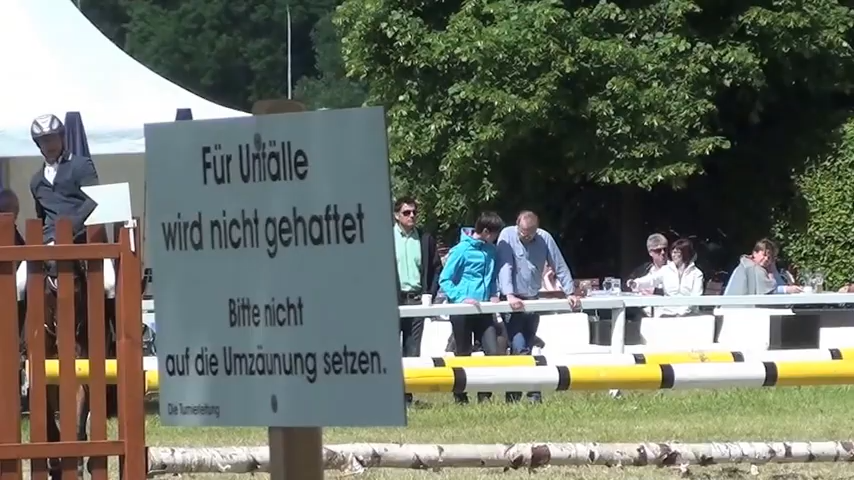 Für Unfälle
wird nicht gehaftet
Bitte nicht
auf die Umzäunung setzen.
Die Turnierleitung